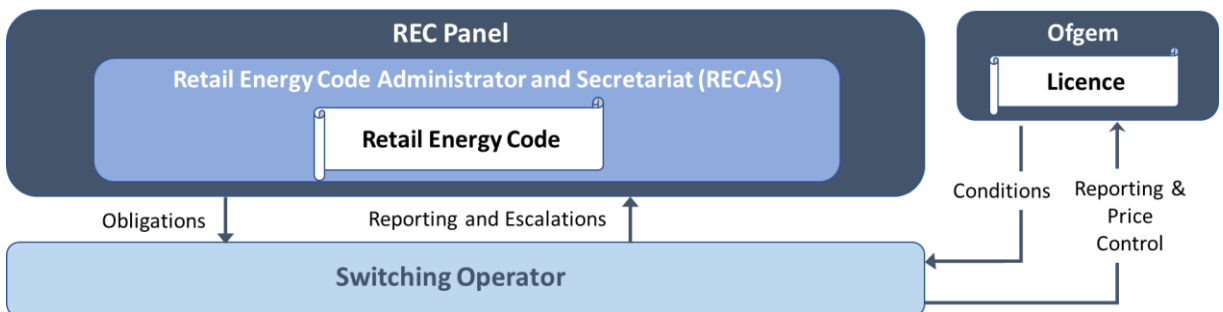 REC Panel
Retail Energy Code Administrator and Secretariat (RECAS)
Retail Energy Code
Obligations
Reporting and Escalations
Switching Operator
Ofgem
Licence
Conditions
Reporting &
Price
Control